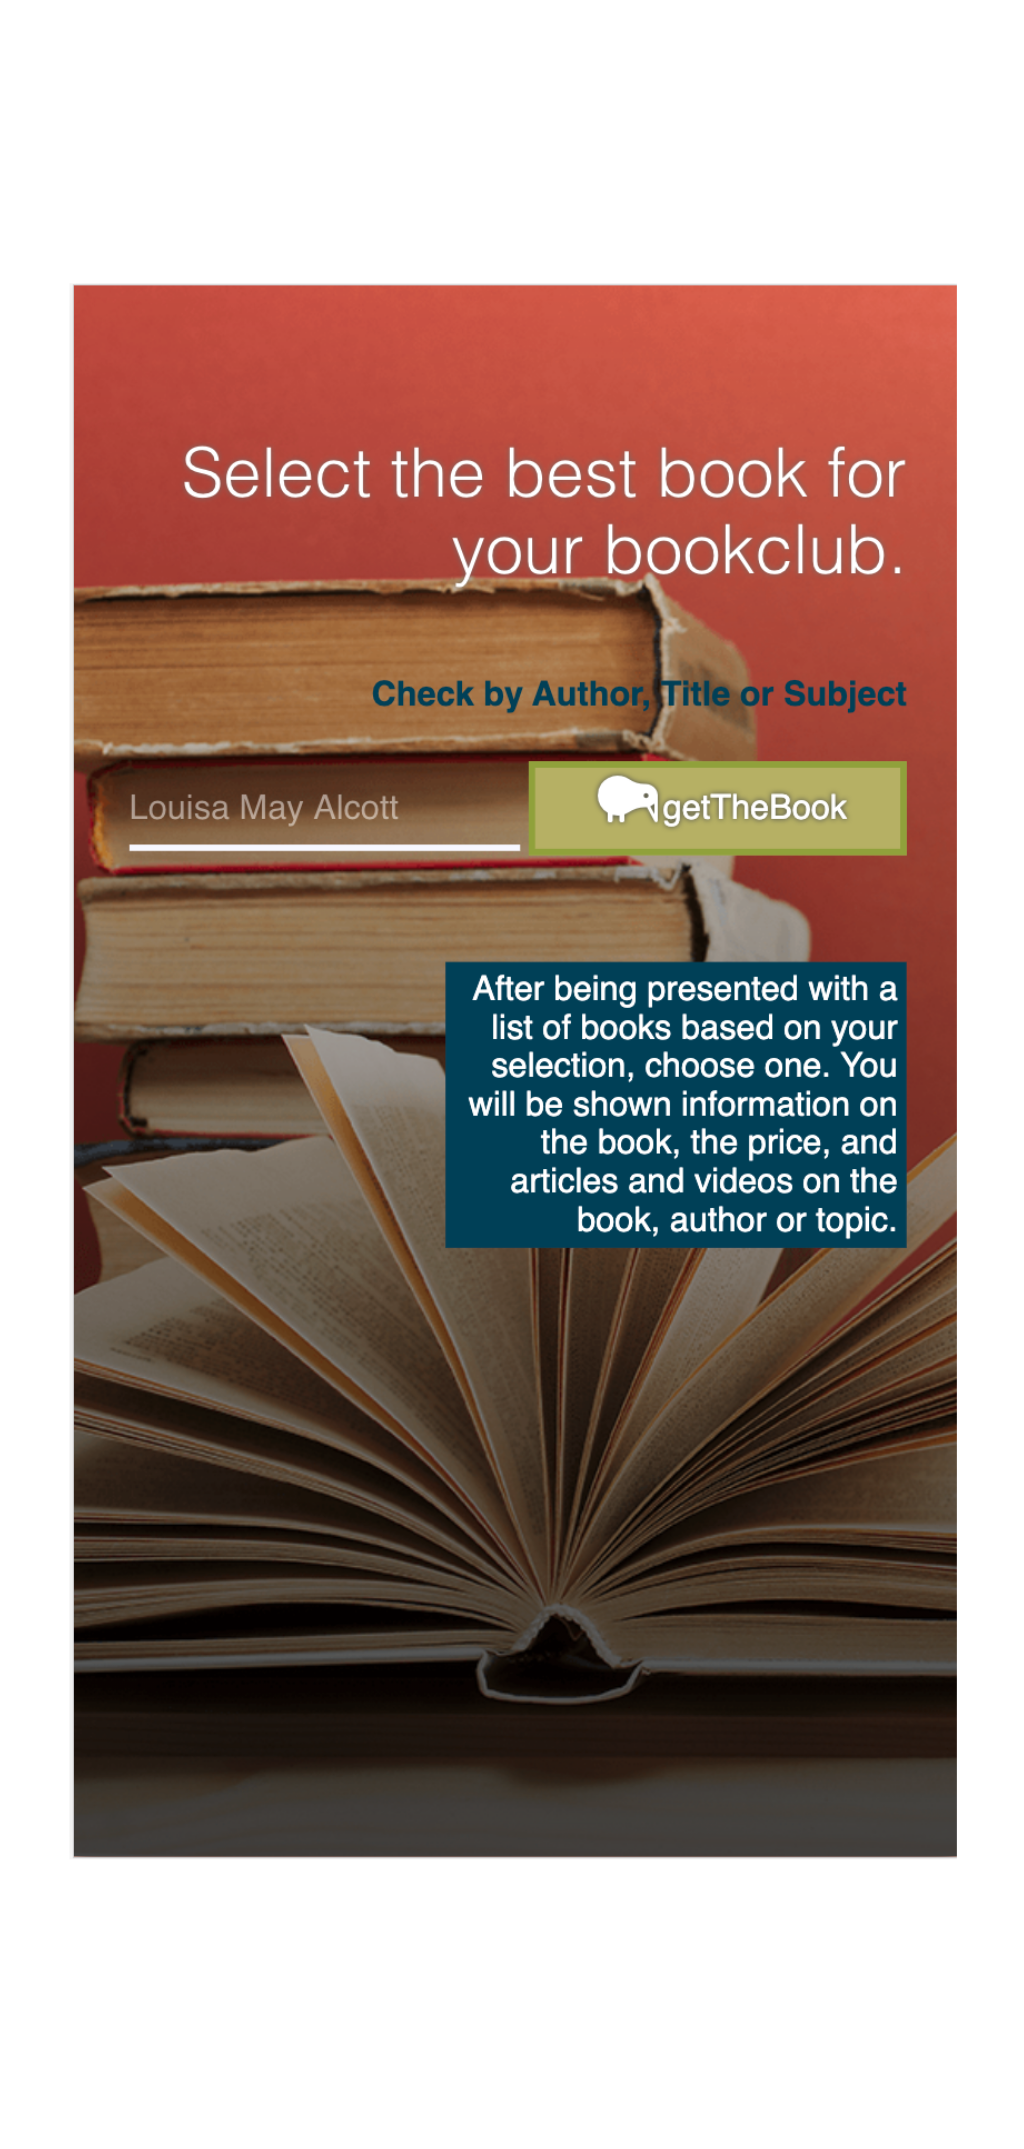 Select the best book for
your bookclub.
Check by Author, Title or Subject
Louisa May Alcott
getTheBook
After being presented with a
list of books based on your
selection, choose one. You
will be shown information on
the book, the price, and
articles and videos on the
book, author or topic.